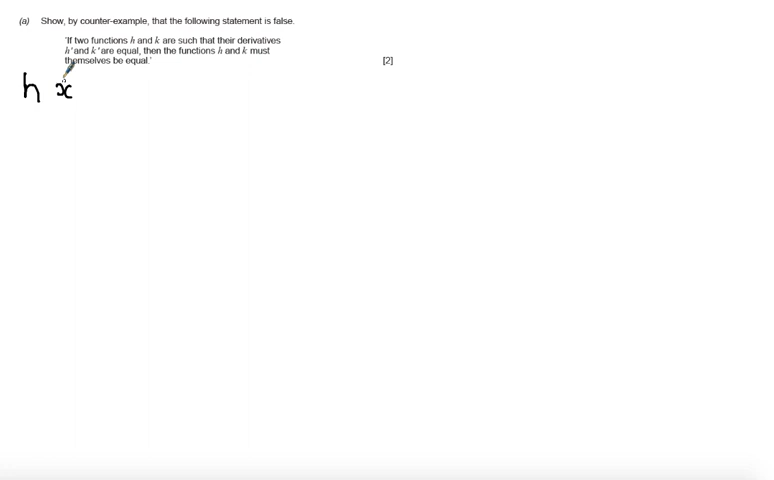 (a) Show, by counter-example, that the following statement is false.
'If two functions h and k are such that their derivatives
h' and k' are equal, then the functions h and k must
themselves be equal.'
[2]
h x